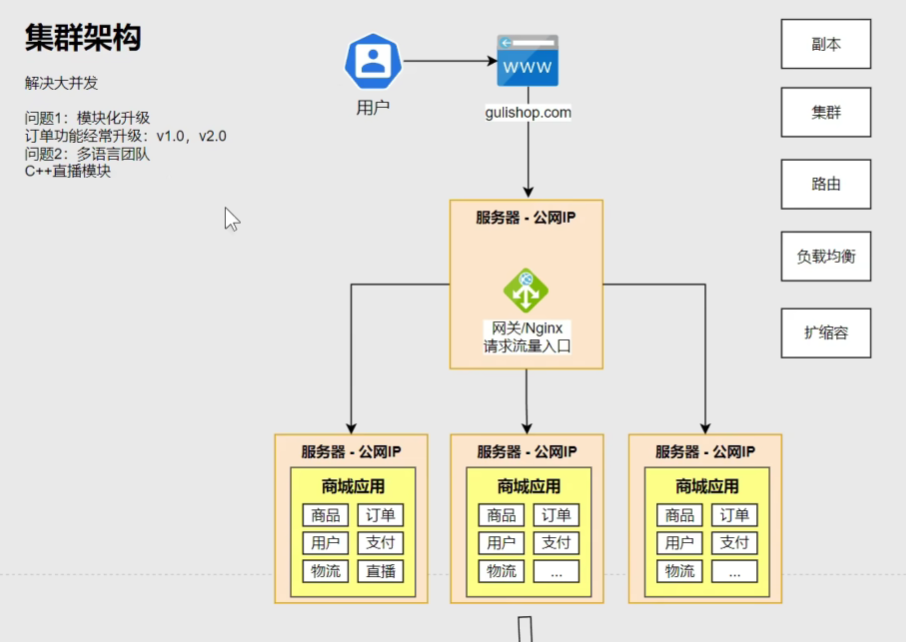 集群架构
解决大并发
问题1：模块化升级
订单功能经常升级：v1.0，v2.0
问题2：多语言团队
C++直播模块
用户
WWW
gulishop.com
服务器 - 公网IP
网关/Nginx
请求流量入口
副本
集群
路由
负载均衡
扩缩容
服务器 - 公网IP
商城应用
商品 订单
用户 支付
物流 直播
服务器 - 公网IP
商城应用
商品 订单
用户 支付
物流 ...
服务器 - 公网IP
商城应用
商品 订单
用户 支付
物流 ...